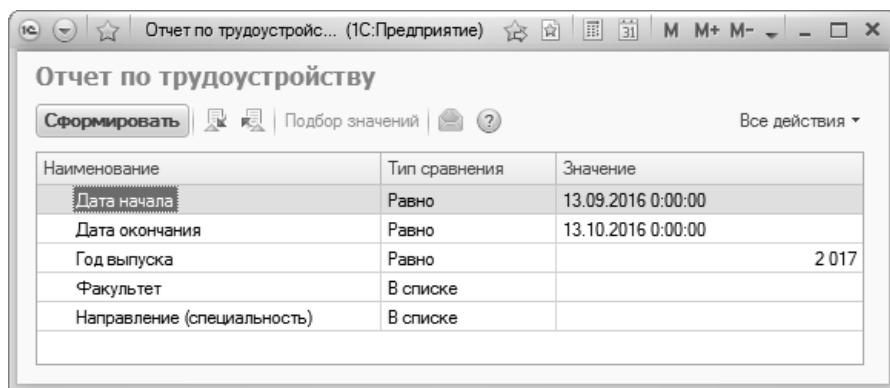 1С Отчет по трудоустройс... (1С:Предприятие) 31 M M+ M-
Отчет по трудоустройству
Сформировать Подбор значений ? Все действия
Наименование Тип сравнения Значение
Дата начала Равно 13.09.2016 0:00:00
Дата окончания Равно 13.10.2016 0:00:00
Год выпуска Равно 2 017
Факультет В списке
Направление (специальность) В списке